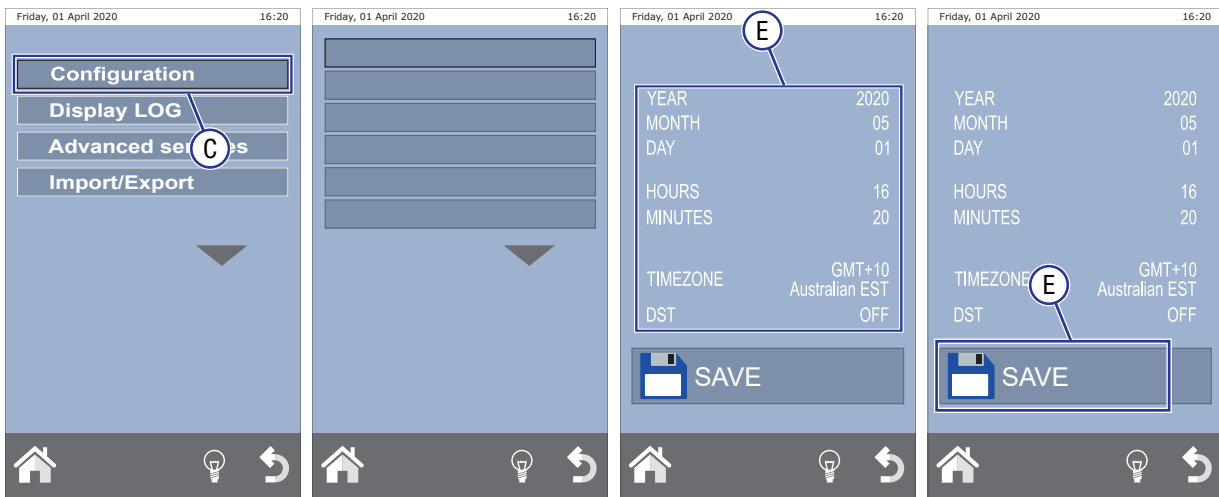 Friday, 01 April 2020 16:20
Configuration
Display LOG
Advanced ser es
C
Import/Export
Friday, 01 April 2020 16:20
Friday, 01 April 2020 16:20
E
YEAR 2020
MONTH 05
DAY 01
HOURS 16
MINUTES 20
TIMEZONE GMT+10
Australian EST
DST OFF
SAVE
Friday, 01 April 2020 16:20
YEAR 2020
MONTH 05
DAY 01
HOURS 16
MINUTES 20
TIMEZONE GMT+10
Australian EST
E
DST OFF
SAVE